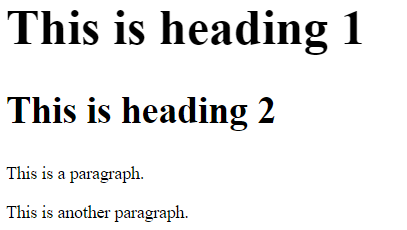 This is heading 1
This is heading 2
This is a paragraph.
This is another paragraph.